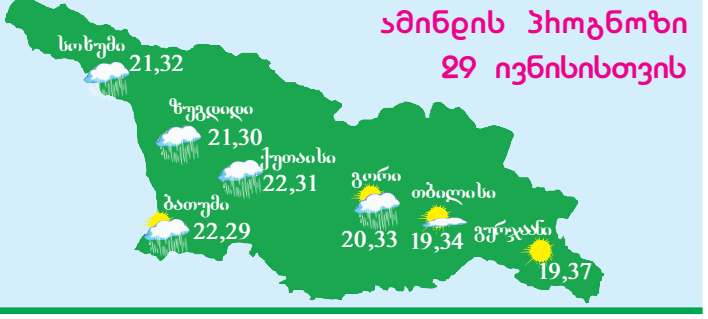 ამინდის პროგნოზი
29 ივნისისთვის
სოხუმი
21,32
ზუგდიდი
21,30
ქუთაისი
22,31
გორი
20,33
თბილისი
19,34
ბათუმი
22,29
გურჯაანი
19,37